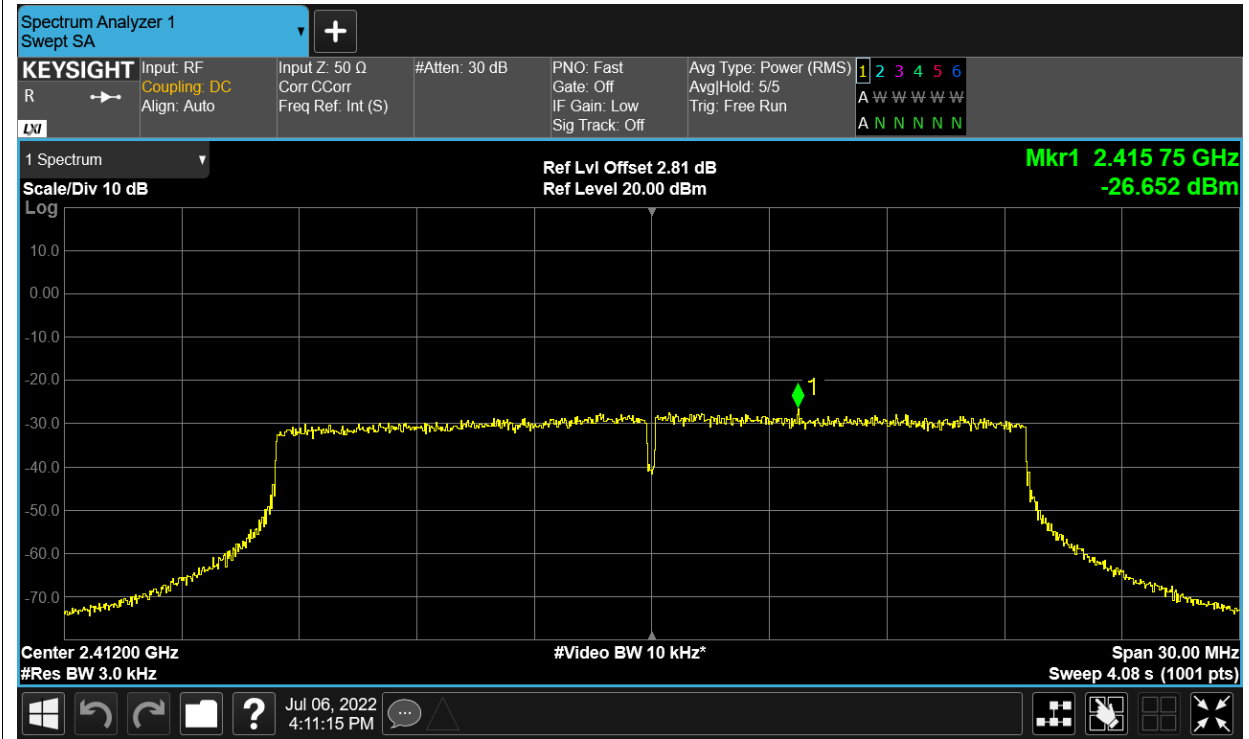 Spectrum Analyzer 1
Swept SA
+
KEYSIGHT
R
LXI
Input: RF
Coupling: DC
Align: Auto
Input Z: 50 Ω
Corr CCorr
Freq Ref: Int (S)
#Atten: 30 dB
PNO: Fast
Gate: Off
IF Gain: Low
Sig Track: Off
Avg Type: Power (RMS)
Avg|Hold: 5/5
Trig: Free Run
1 2 3 4 5 6
A W W W W W
A N N N N N
1 Spectrum
Scale/Div 10 dB
Log
Ref Lvl Offset 2.81 dB
Ref Level 20.00 dBm
Mkr1 2.415 75 GHz
-26.652 dBm
10.0
0.00
-10.0
-20.0
-30.0
-40.0
-50.0
-60.0
-70.0
1
Center 2.41200 GHz
#Res BW 3.0 kHz
#Video BW 10 kHz*
Span 30.00 MHz
Sweep 4.08 s (1001 pts)
?
Jul 06, 2022
4:11:15 PM